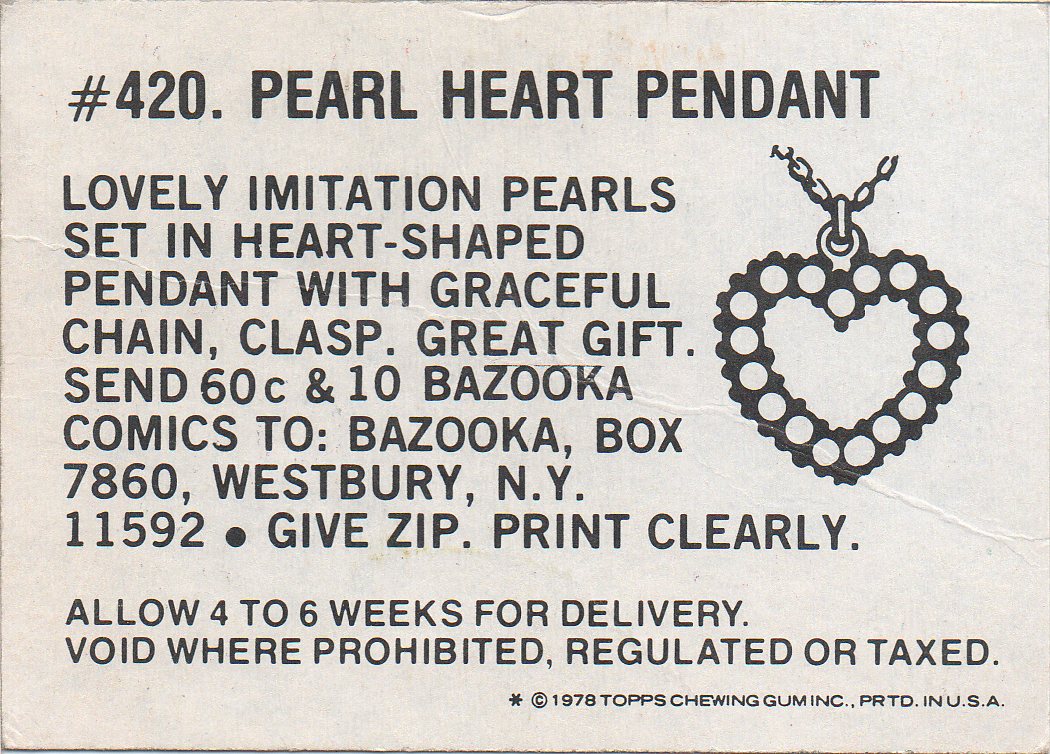 #420. PEARL HEART PENDANT
LOVELY IMITATION PEARLS
SET IN HEART-SHAPED
PENDANT WITH GRACEFUL
CHAIN, CLASP. GREAT GIFT.
SEND 60c & 10 BAZOOKA
COMICS TO: BAZOOKA, BOX
7860, WESTBURY, N.Y.
11592 ● GIVE ZIP. PRINT CLEARLY.
ALLOW 4 TO 6 WEEKS FOR DELIVERY.
VOID WHERE PROHIBITED, REGULATED OR TAXED.
* © 1978 TOPPS CHEWING GUM INC., PRTD. IN U.S.A.